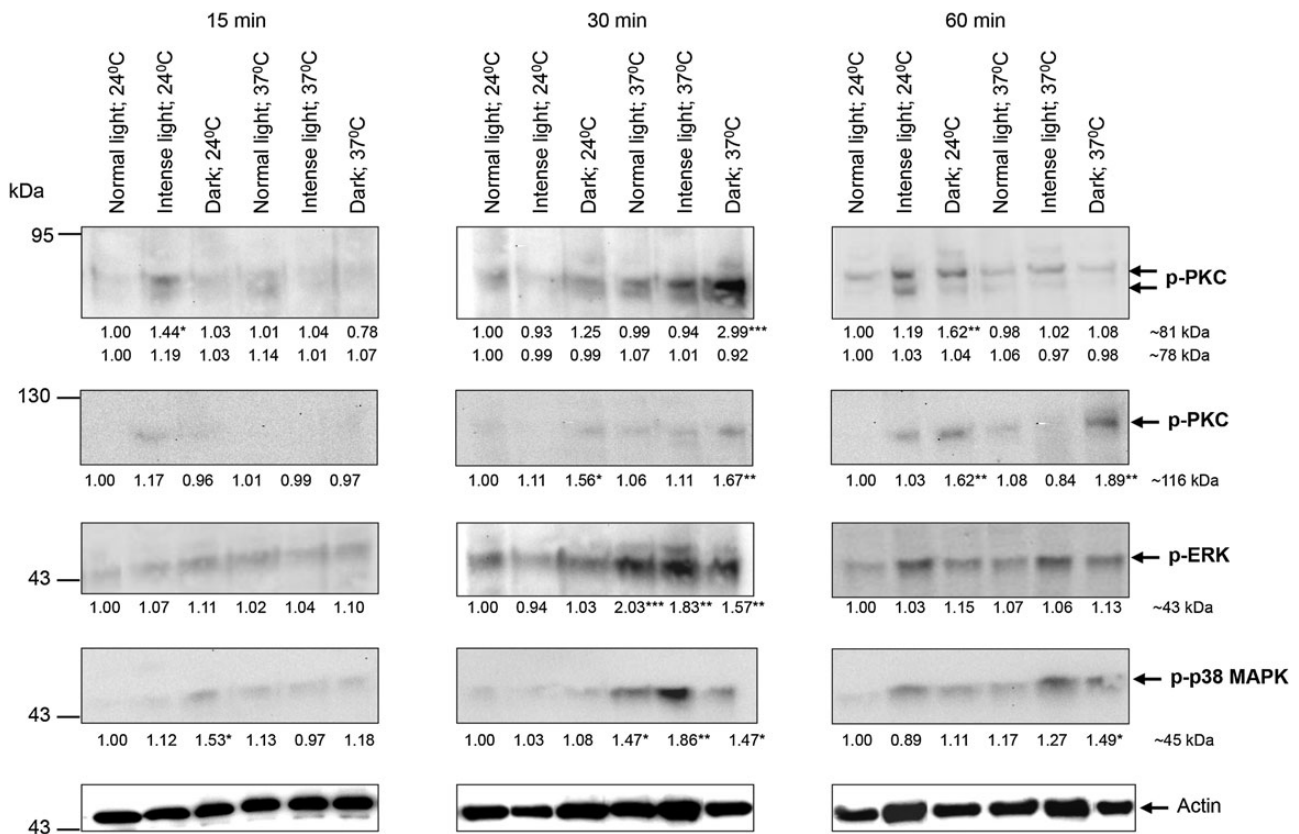 15 min 30 min 60 min
Normal light; 24⁰C Intense light; 24⁰C Dark; 24⁰C Normal light; 37⁰C Intense light; 37⁰C Dark; 37⁰C Normal light; 24⁰C Intense light; 24⁰C Dark; 24⁰C Normal light; 37⁰C Intense light; 37⁰C Dark; 37⁰C Normal light; 24⁰C Intense light; 24⁰C Dark; 24⁰C Normal light; 37⁰C Intense light; 37⁰C Dark; 37⁰C
kDa
95
p-PKC
1.00 1.44* 1.03 1.01 1.04 0.78 1.00 0.93 1.25 0.99 0.94 2.99*** 1.00 1.19 1.62** 0.98 1.02 1.08 ~81 kDa
1.00 1.19 1.03 1.14 1.01 1.07 1.00 0.99 0.99 1.07 1.01 0.92 1.00 1.03 1.04 1.06 0.97 0.98 ~78 kDa
130
p-PKC
1.00 1.17 0.96 1.01 0.99 0.97 1.00 1.11 1.56* 1.06 1.11 1.67** 1.00 1.03 1.62** 1.08 0.84 1.89** ~116 kDa
p-ERK
43
1.00 1.07 1.11 1.02 1.04 1.10 1.00 0.94 1.03 2.03*** 1.83** 1.57** 1.00 1.03 1.15 1.07 1.06 1.13 ~43 kDa
p-p38 MAPK
43
1.00 1.12 1.53* 1.13 0.97 1.18 1.00 1.03 1.08 1.47* 1.86** 1.47* 1.00 0.89 1.11 1.17 1.27 1.49* ~45 kDa
Actin
43